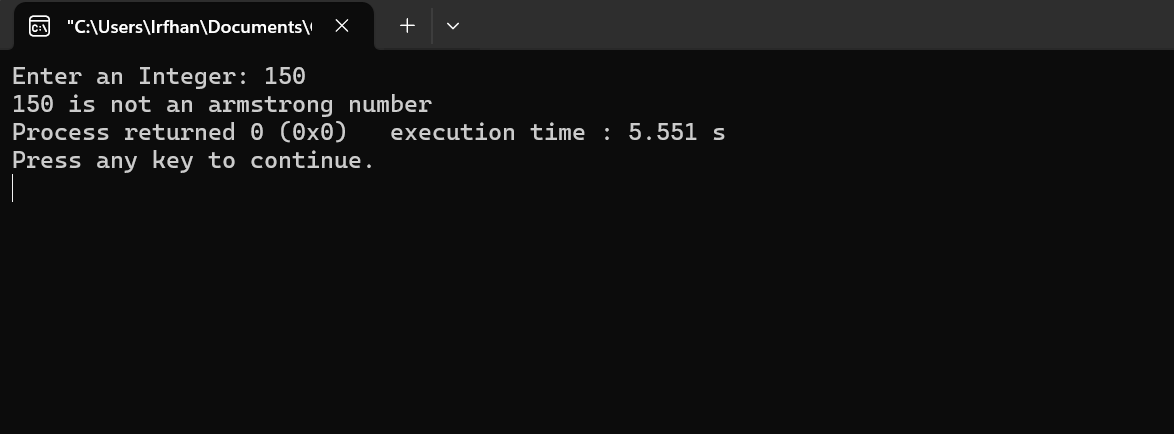 "C:\Users\Irfhan\Documents\
Enter an Integer: 150
150 is not an armstrong number
Process returned 0 (0x0)   execution time : 5.551 s
Press any key to continue.